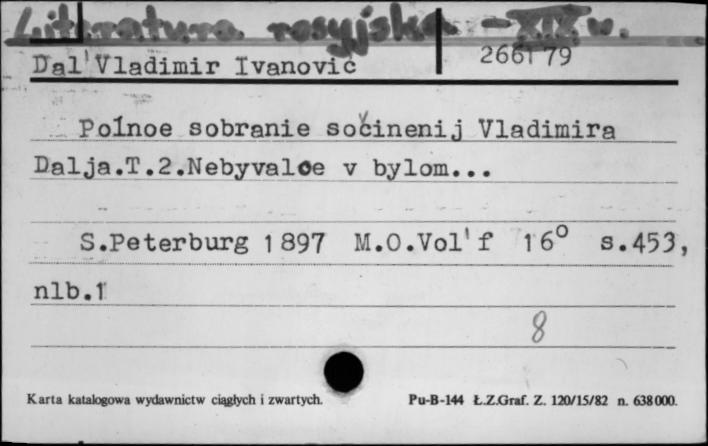 Literatura rosyjska - XIX w.
Dal' Vladimir Ivanovič 266179
Polnoe sobranie sočinenij Vladimira
Dalja.T.2.Nebyvaloe v bylom...
S.Peterburg 1897 M.O.Vol'f 16° s.453,
nlb.1
8
Karta katalogowa wydawnictw ciągłych i zwartych. Pu-B-144 Ł.Z.Graf. Z. 120/15/82 n. 638000.